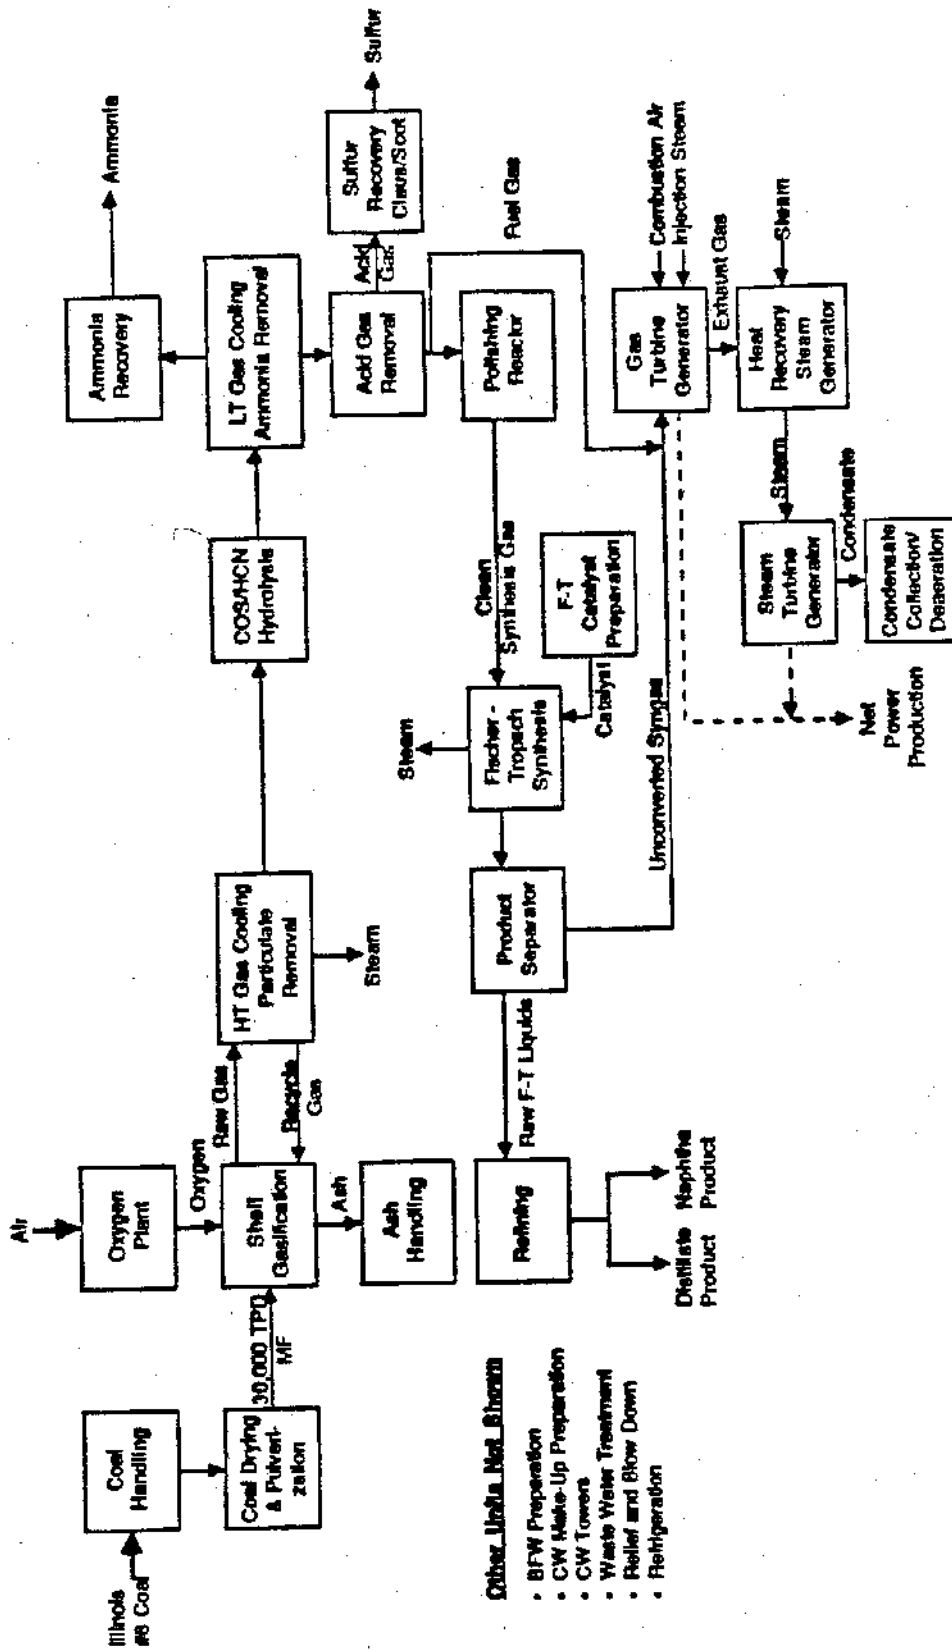 Illinois
#6 Coal
Coal
Handling
Coal Drying
& Pulveri-
zation
30,000 TPD
MF
Air
Oxygen
Plant
Oxygen
Shell
Gasification
Ash
Ash
Handling
Raw Gas
Recycle
Gas
HT Gas Cooling
Particulate
Removal
Steam
COS/HCN
Hydrolysis
LT Gas Cooling
Ammonia Removal
Ammonia
Recovery
Ammonia
Acid Gas
Removal
Acid
Gas
Sulfur
Recovery
Claus/Scot
Sulfur
Polishing
Reactor
Fuel Gas
Clean
Synthesis Gas
F-T
Catalyst
Preparation
Catalyst
Fischer -
Tropsch
Synthesis
Steam
Product
Separator
Raw F-T Liquids
Refining
Distillate
Product
Naphtha
Product
Unconverted Syngas
Gas
Turbine
Generator
Combustion Air
Injection Steam
Exhaust Gas
Heat
Recovery
Steam
Generator
Steam
Steam
Steam
Turbine
Generator
Condensate
Condensate
Collection/
Deaeration
Net
Power
Production
Other Units Not Shown
• BFW Preparation
• CW Make-Up Preparation
• CW Towers
• Waste Water Treatment
• Relief and Blow Down
• Refrigeration